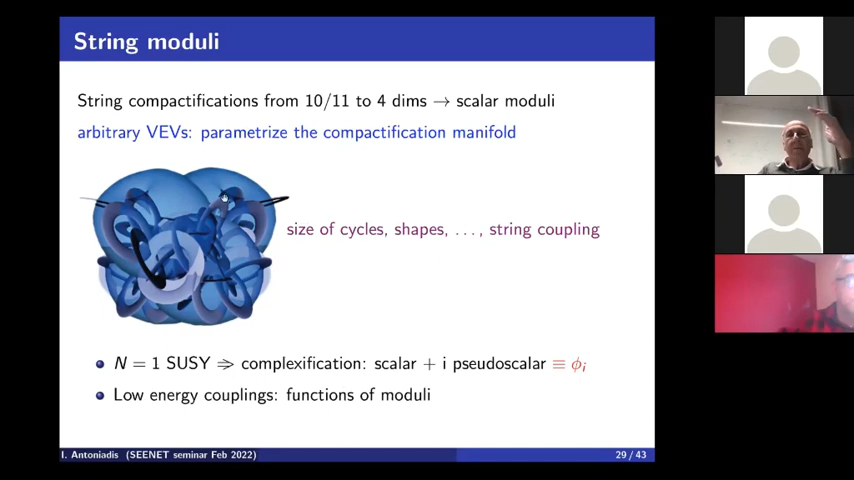 String moduli
String compactifications from 10/11 to 4 dims → scalar moduli
arbitrary VEVs: parametrize the compactification manifold
size of cycles, shapes, ..., string coupling
N = 1 SUSY ⇒ complexification: scalar + i pseudoscalar ≡ ϕᵢ
Low energy couplings: functions of moduli
I. Antoniadis (SEENET seminar Feb 2022) 29 / 43